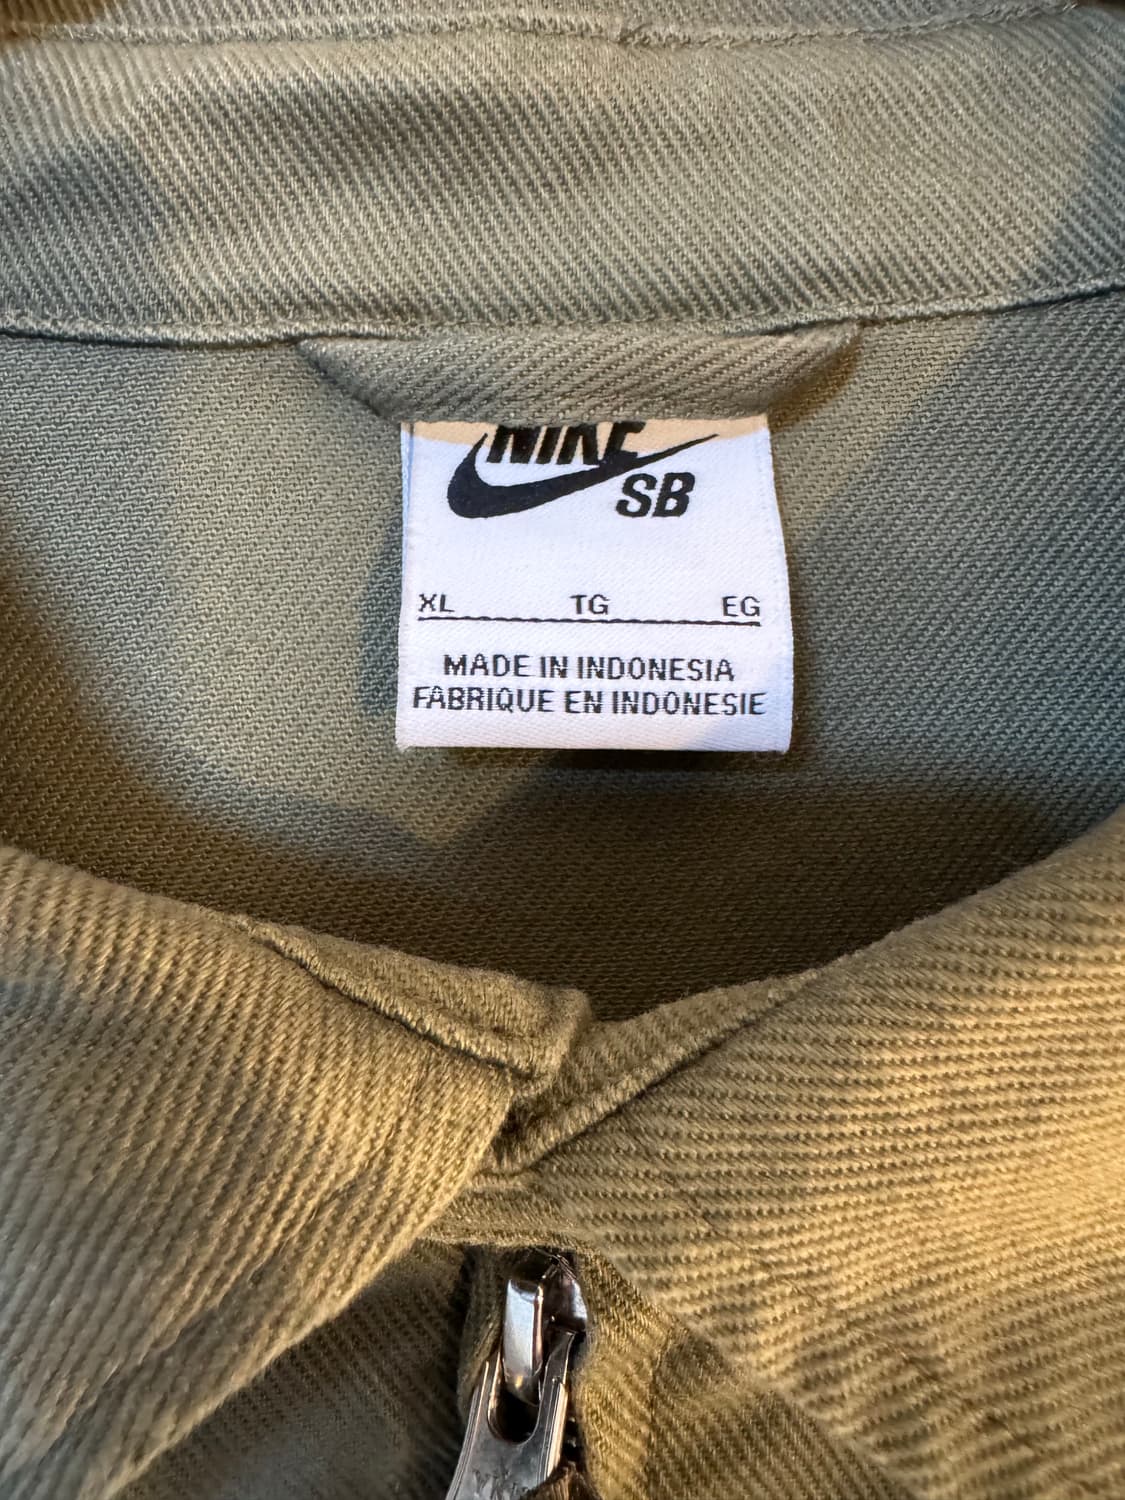 NIKE
SB
XL TG EG
MADE IN INDONESIA
FABRIQUE EN INDONESIE